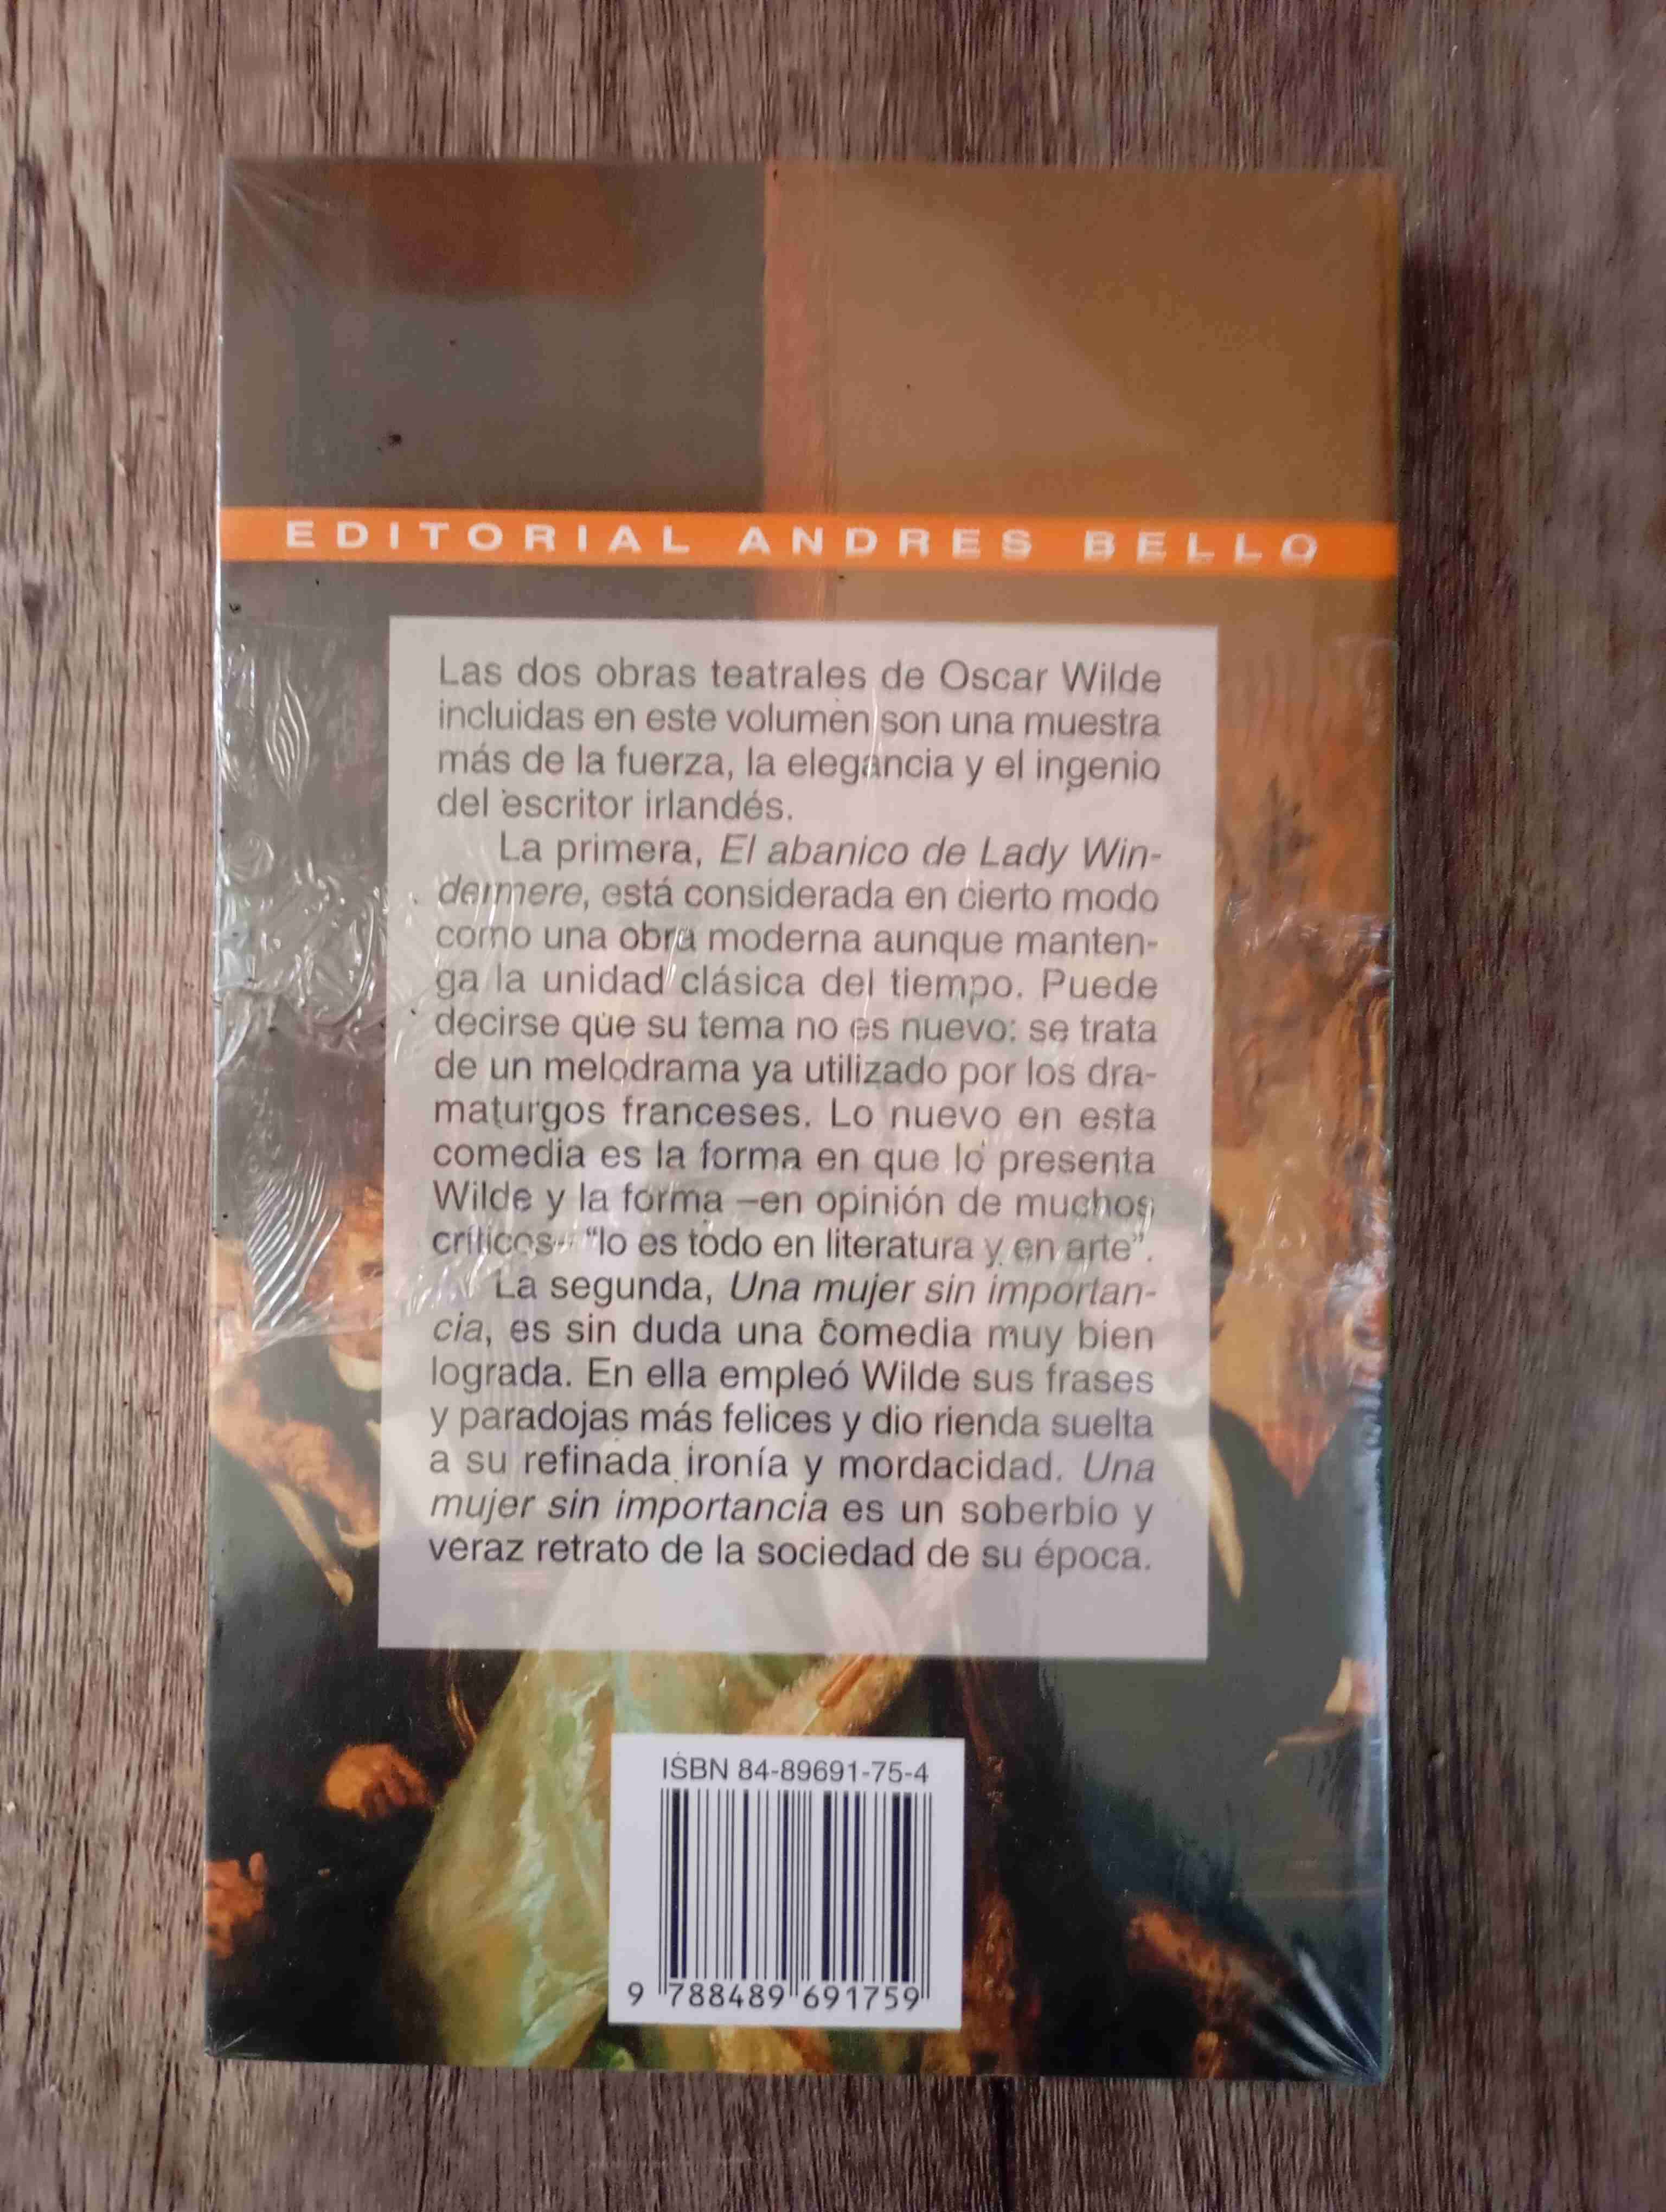 EDITORIAL ANDRES BELLO
Las dos obras teatrales de Oscar Wilde
incluidas en este volumen son una muestra
más de la fuerza, la elegancia y el ingenio
del escritor irlandés.
La primera, El abanico de Lady Win-
dermere, está considerada en cierto modo
como una obra moderna aunque manten-
ga la unidad clásica del tiempo. Puede
decirse que su tema no es nuevo: se trata
de un melodrama ya utilizado por los dra-
maturgos franceses. Lo nuevo en esta
comedia es la forma en que lo presenta
Wilde y la forma –en opinión de muchos
críticos– “lo es todo en literatura y en arte”.
La segunda, Una mujer sin importan-
cia, es sin duda una comedia muy bien
lograda. En ella empleó Wilde sus frases
y paradojas más felices y dio rienda suelta
a su refinada ironía y mordacidad. Una
mujer sin importancia es un soberbio y
veraz retrato de la sociedad de su época.
ISBN 84-89691-75-4
9 788489 691759